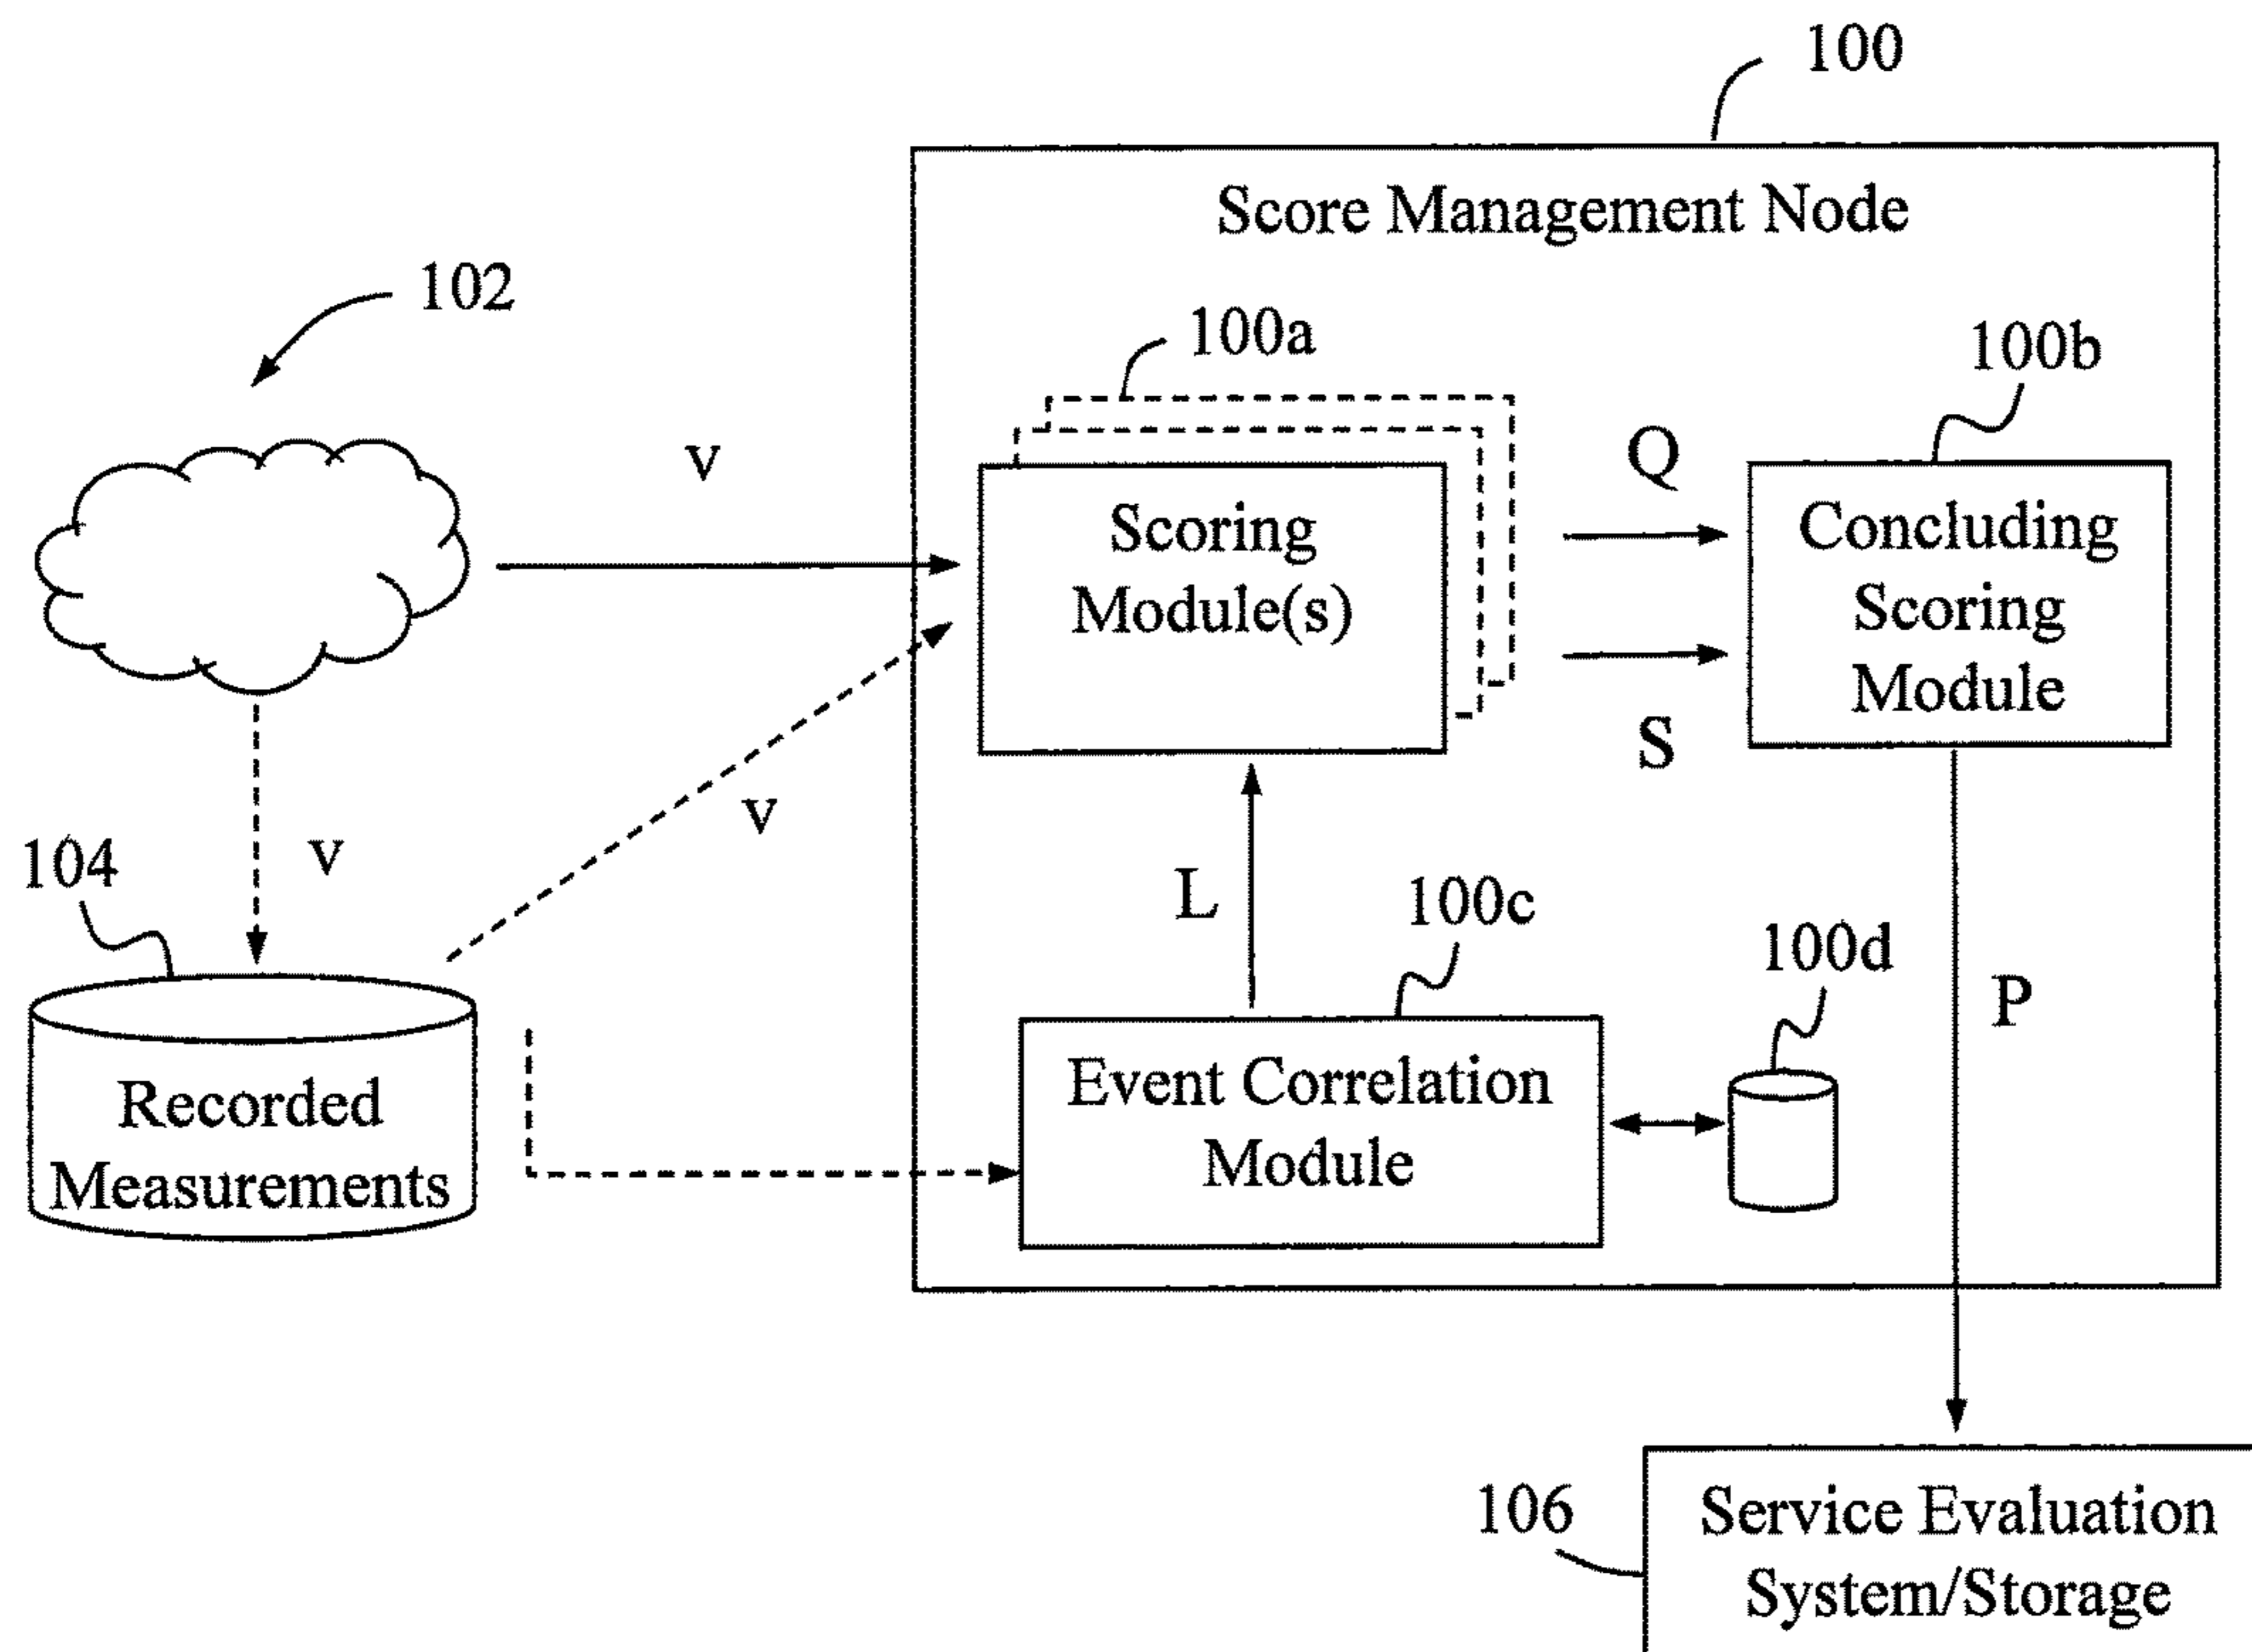 100
Score Management Node
102
100a
100b
v
Q
Scoring
Module(s)
Concluding
Scoring
Module
S
v
v
104
L
100c
100d
P
Recorded
Measurements
Event Correlation
Module
106
Service Evaluation
System/Storage